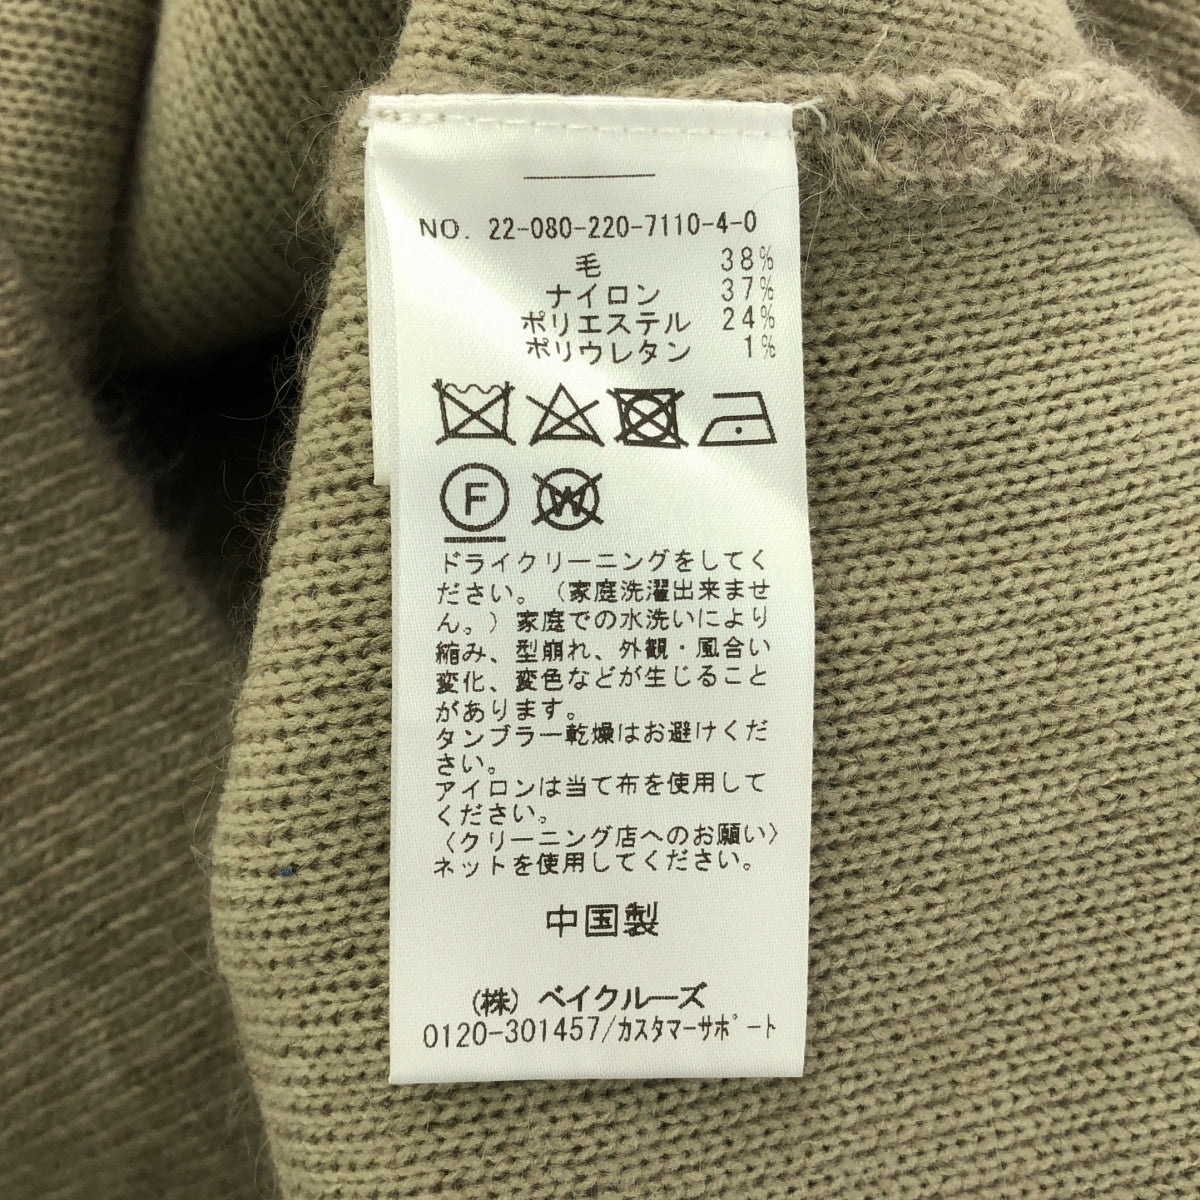 NO. 22-080-220-7110-4-0
毛 38%
ナイロン 37%
ポリエステル 24%
ポリウレタン 1%
F W
ドライクリーニングをしてく
ださい。(家庭洗濯出来ませ
ん。)家庭での水洗いにより
縮み、型崩れ、外観・風合い
変化、変色などが生じること
があります。
タンブラー乾燥はお避けくだ
さい。
アイロンは当て布を使用して
ください。
〈クリーニング店へのお願い〉
ネットを使用してください。
中国製
(株) ベイクルーズ
0120-301457/カスタマーサポート